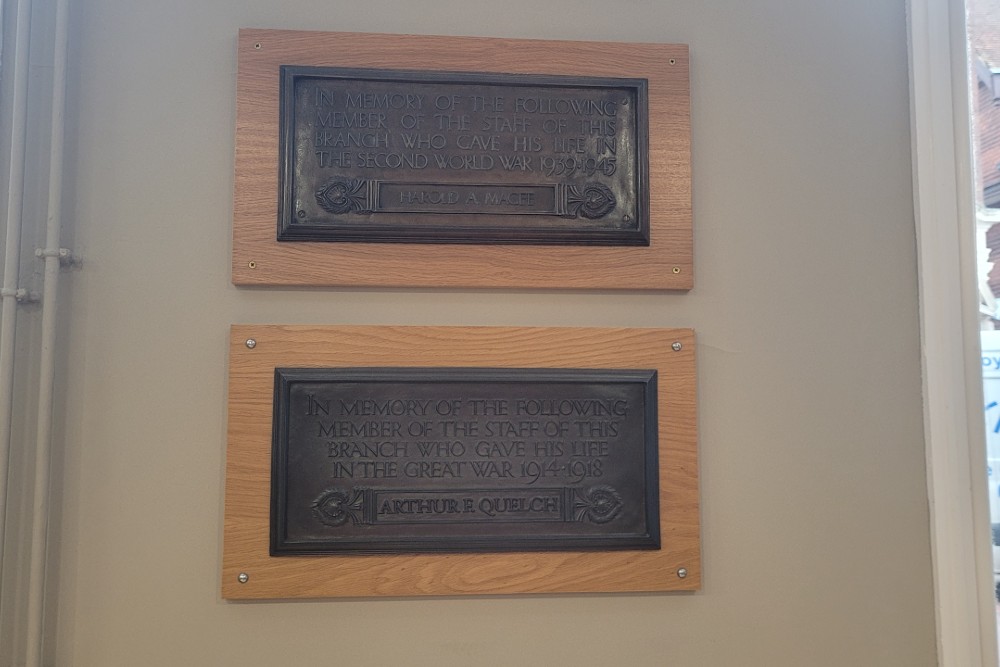 IN MEMORY OF THE FOLLOWING
MEMBER OF THE STAFF OF THIS
BRANCH WHO GAVE HIS LIFE IN
THE SECOND WORLD WAR 1939-1945
HAROLD A. MACEE
IN MEMORY OF THE FOLLOWING
MEMBER OF THE STAFF OF THIS
BRANCH WHO GAVE HIS LIFE
IN THE GREAT WAR 1914-1918
ARTHUR F. QUELCH